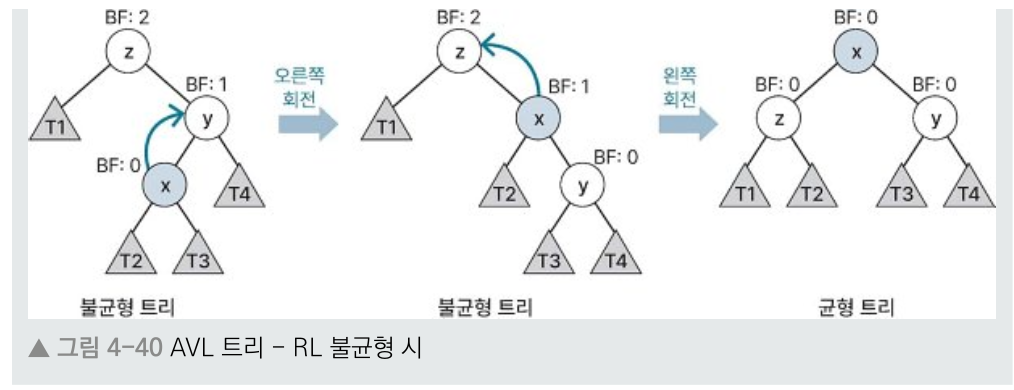 BF: 2
z
BF: 1
T1
y
BF: 0
x
T4
T2
T3
불균형 트리
오른쪽
회전
BF: 2
z
BF: 1
T1
x
BF: 0
T2
y
T3
T4
불균형 트리
왼쪽
회전
BF: 0
x
BF: 0
BF: 0
z
y
T1
T2
T3
T4
균형 트리
▲ 그림 4-40 AVL 트리 - RL 불균형 시